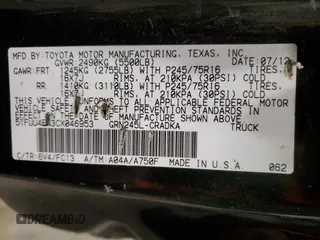 MFD. BY: TOYOTA MOTOR MANUFACTURING, TEXAS, INC.
GVWR: 2490KG (5500LB) DATE: 07/12
GAWR: FRT. 1245KG (2755LB) WITH P245/75R16 TIRES,
16X7J RIMS, AT 210KPA (30PSI) COLD
RR. 1410KG (3110LB) WITH P245/75R16 TIRES,
16X7J RIMS, AT 210KPA (30PSI) COLD
THIS VEHICLE CONFORMS TO ALL APPLICABLE FEDERAL MOTOR
VEHICLE SAFETY AND THEFT PREVENTION STANDARDS IN
EFFECT ON THE DATE OF MANUFACTURE SHOWN ABOVE.
GRN245L-CRADKA TRUCK
C/TR: 6V4/FC13
A/TM: A04A/A750F
MADE IN U.S.A. 062